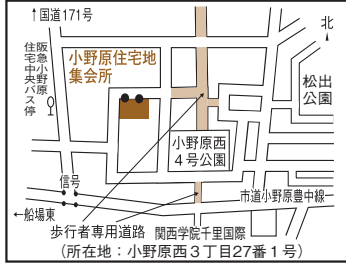 ↑国道171号
北
阪急小野原
住宅中央バス停
小野原住宅地
集会所
松出
公園
小野原西
4号公園
信号
市道小野原豊中線
←船場東
歩行者専用道路
関西学院千里国際
（所在地：小野原西3丁目27番1号）